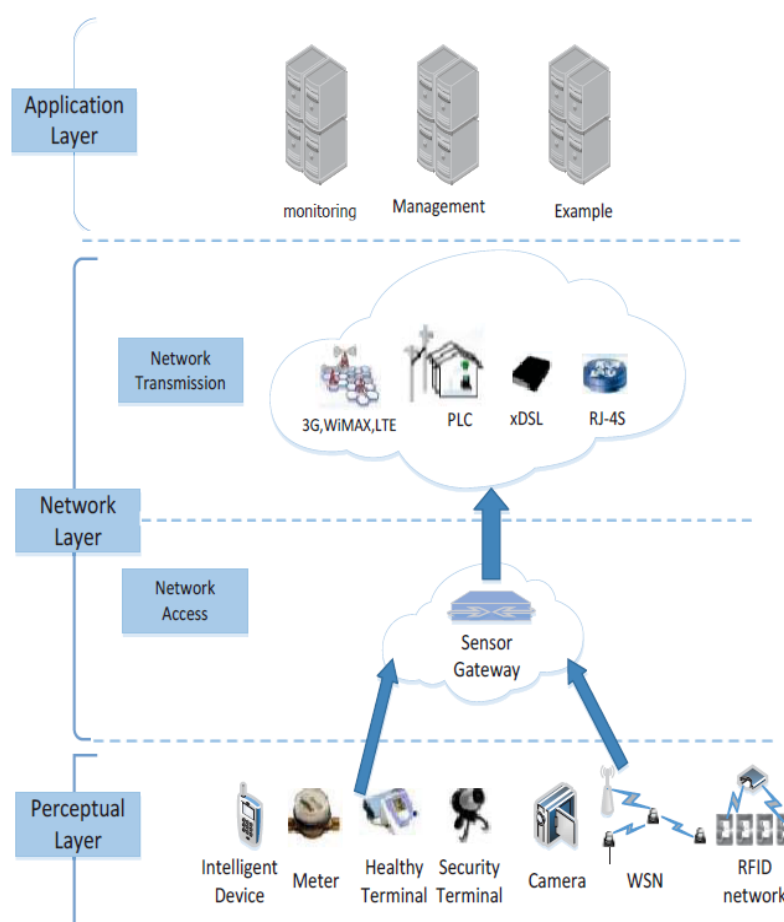 Application
Layer
monitoring
Management
Example
Network
Transmission
3G,WiMAX,LTE
PLC
xDSL
RJ-4S
Network
Layer
Network
Access
Sensor
Gateway
Perceptual
Layer
Intelligent
Device
Meter
Healthy
Terminal
Security
Terminal
Camera
WSN
RFID
network